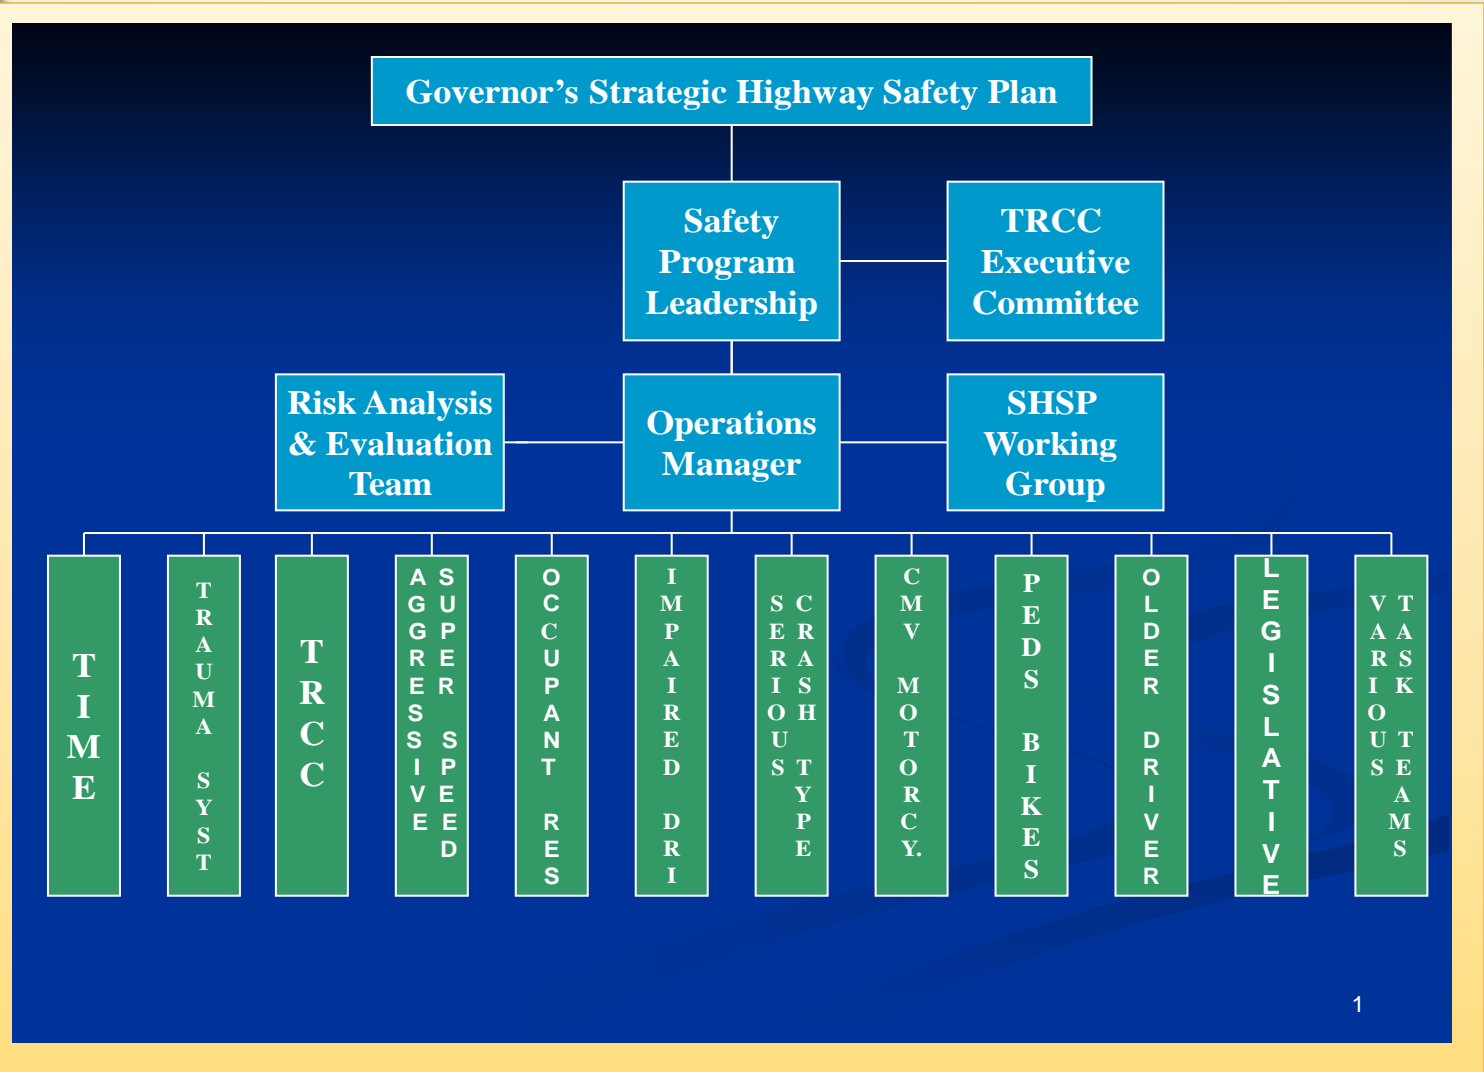 Governor’s Strategic Highway Safety Plan
Safety
Program
Leadership
TRCC
Executive
Committee
Risk Analysis
& Evaluation
Team
Operations
Manager
SHSP
Working
Group
TIME
TRAUMA SYST
TRCC
AGGRESSIVE
SUPER SPEED
OCCUPANT RES
IMPAIRED DRI
SERIOUS
CRASH TYPE
CMV MOTORCY.
PEDS BIKES
OLDER DRIVER
LEGISLATIVE
VARIOUS
TASK TEAMS
1